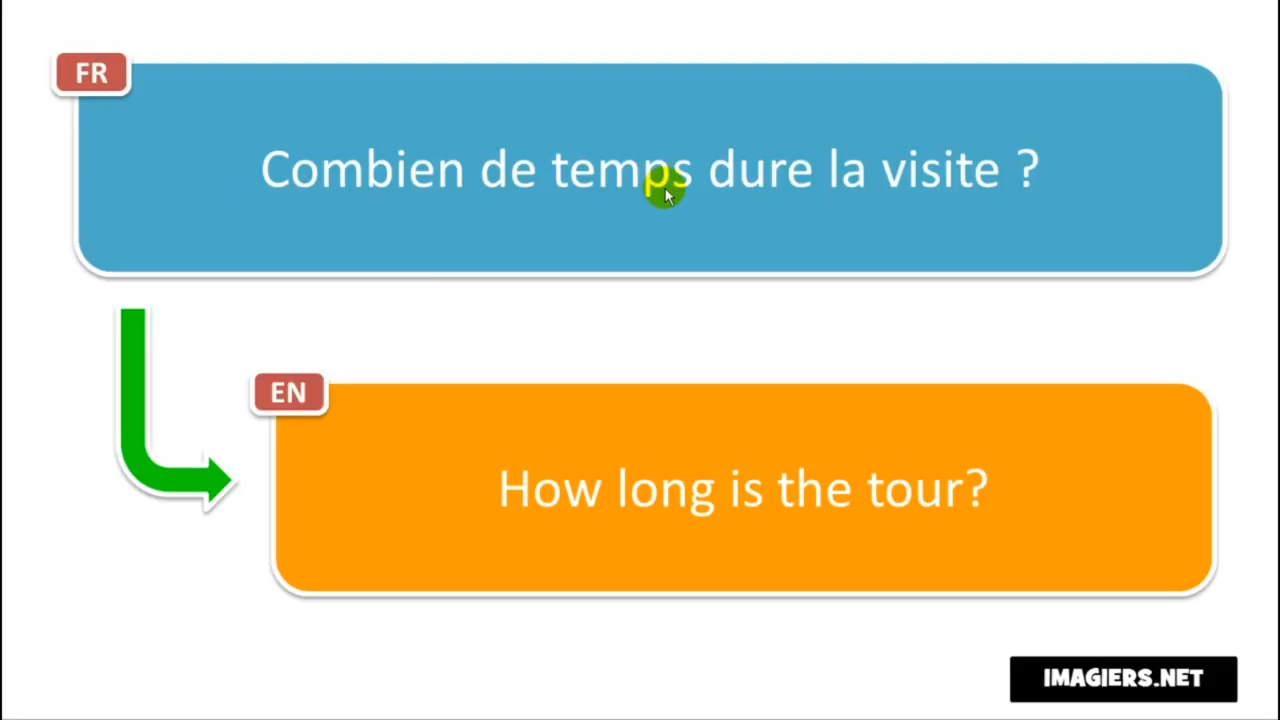 FR
Combien de temps dure la visite ?
EN
How long is the tour?
IMAGIERS.NET